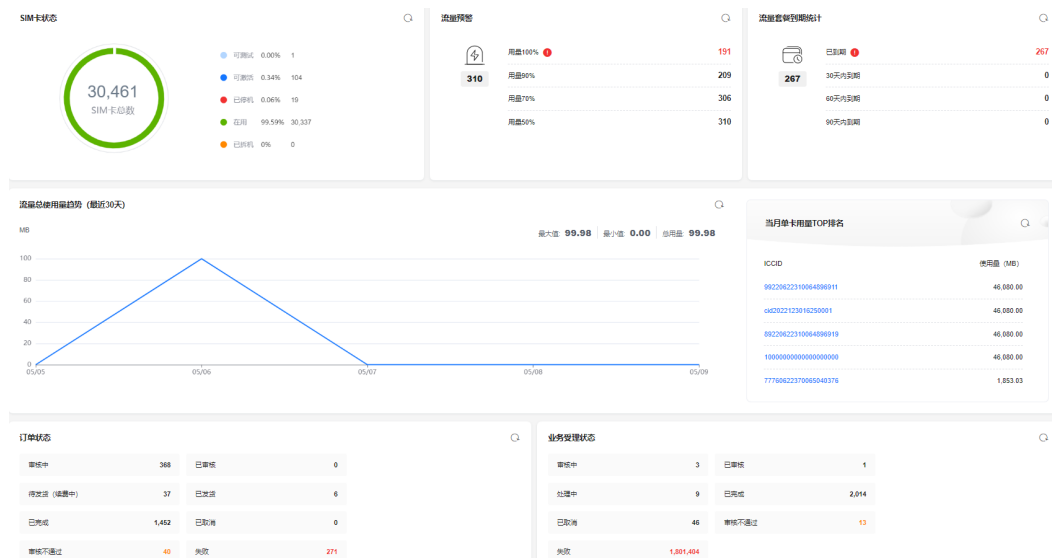 SIM卡状态
30,461
SIM卡总数
可测试 0.00% 1
可激活 0.34% 104
已停机 0.06% 19
在用 99.59% 30,337
已拆机 0% 0
流量预警
310
用量100% 191
用量90% 209
用量70% 306
用量50% 310
流量套餐到期统计
267
已到期 267
30天内到期 0
60天内到期 0
90天内到期 0
流量总使用量趋势（最近30天）
MB
最大值: 99.98 最小值: 0.00 总用量: 99.98
100
80
60
40
20
0
05/05 05/06 05/07 05/08 05/09
当月单卡用量TOP排名
ICCID 使用量（MB）
99220622310064896911 46,080.00
cid2022123016250001 46,080.00
89220622310064896919 46,080.00
10000000000000000000 46,080.00
77760622370065040376 1,853.03
订单状态
审核中 368 已审核 0
待发货（续费中） 37 已发货 6
已完成 1,452 已取消 0
审核不通过 40 失败 271
业务受理状态
审核中 3 已审核 1
处理中 9 已完成 2,014
已取消 46 审核不通过 13
失败 1,801,404